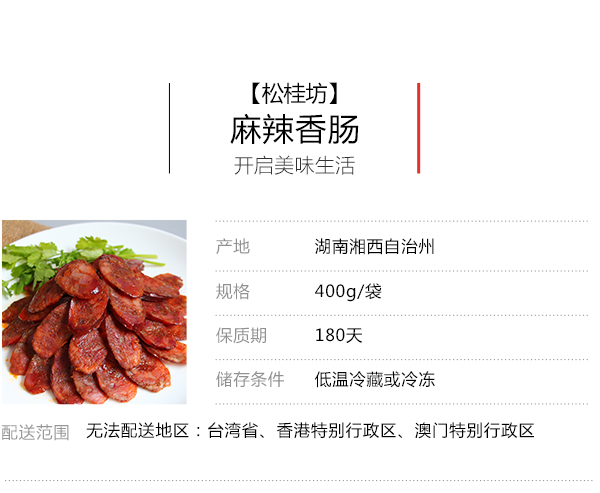 【松桂坊】
麻辣香肠
开启美味生活
产地 湖南湘西自治州
规格 400g/袋
保质期 180天
储存条件 低温冷藏或冷冻
配送范围 无法配送地区：台湾省、香港特别行政区、澳门特别行政区